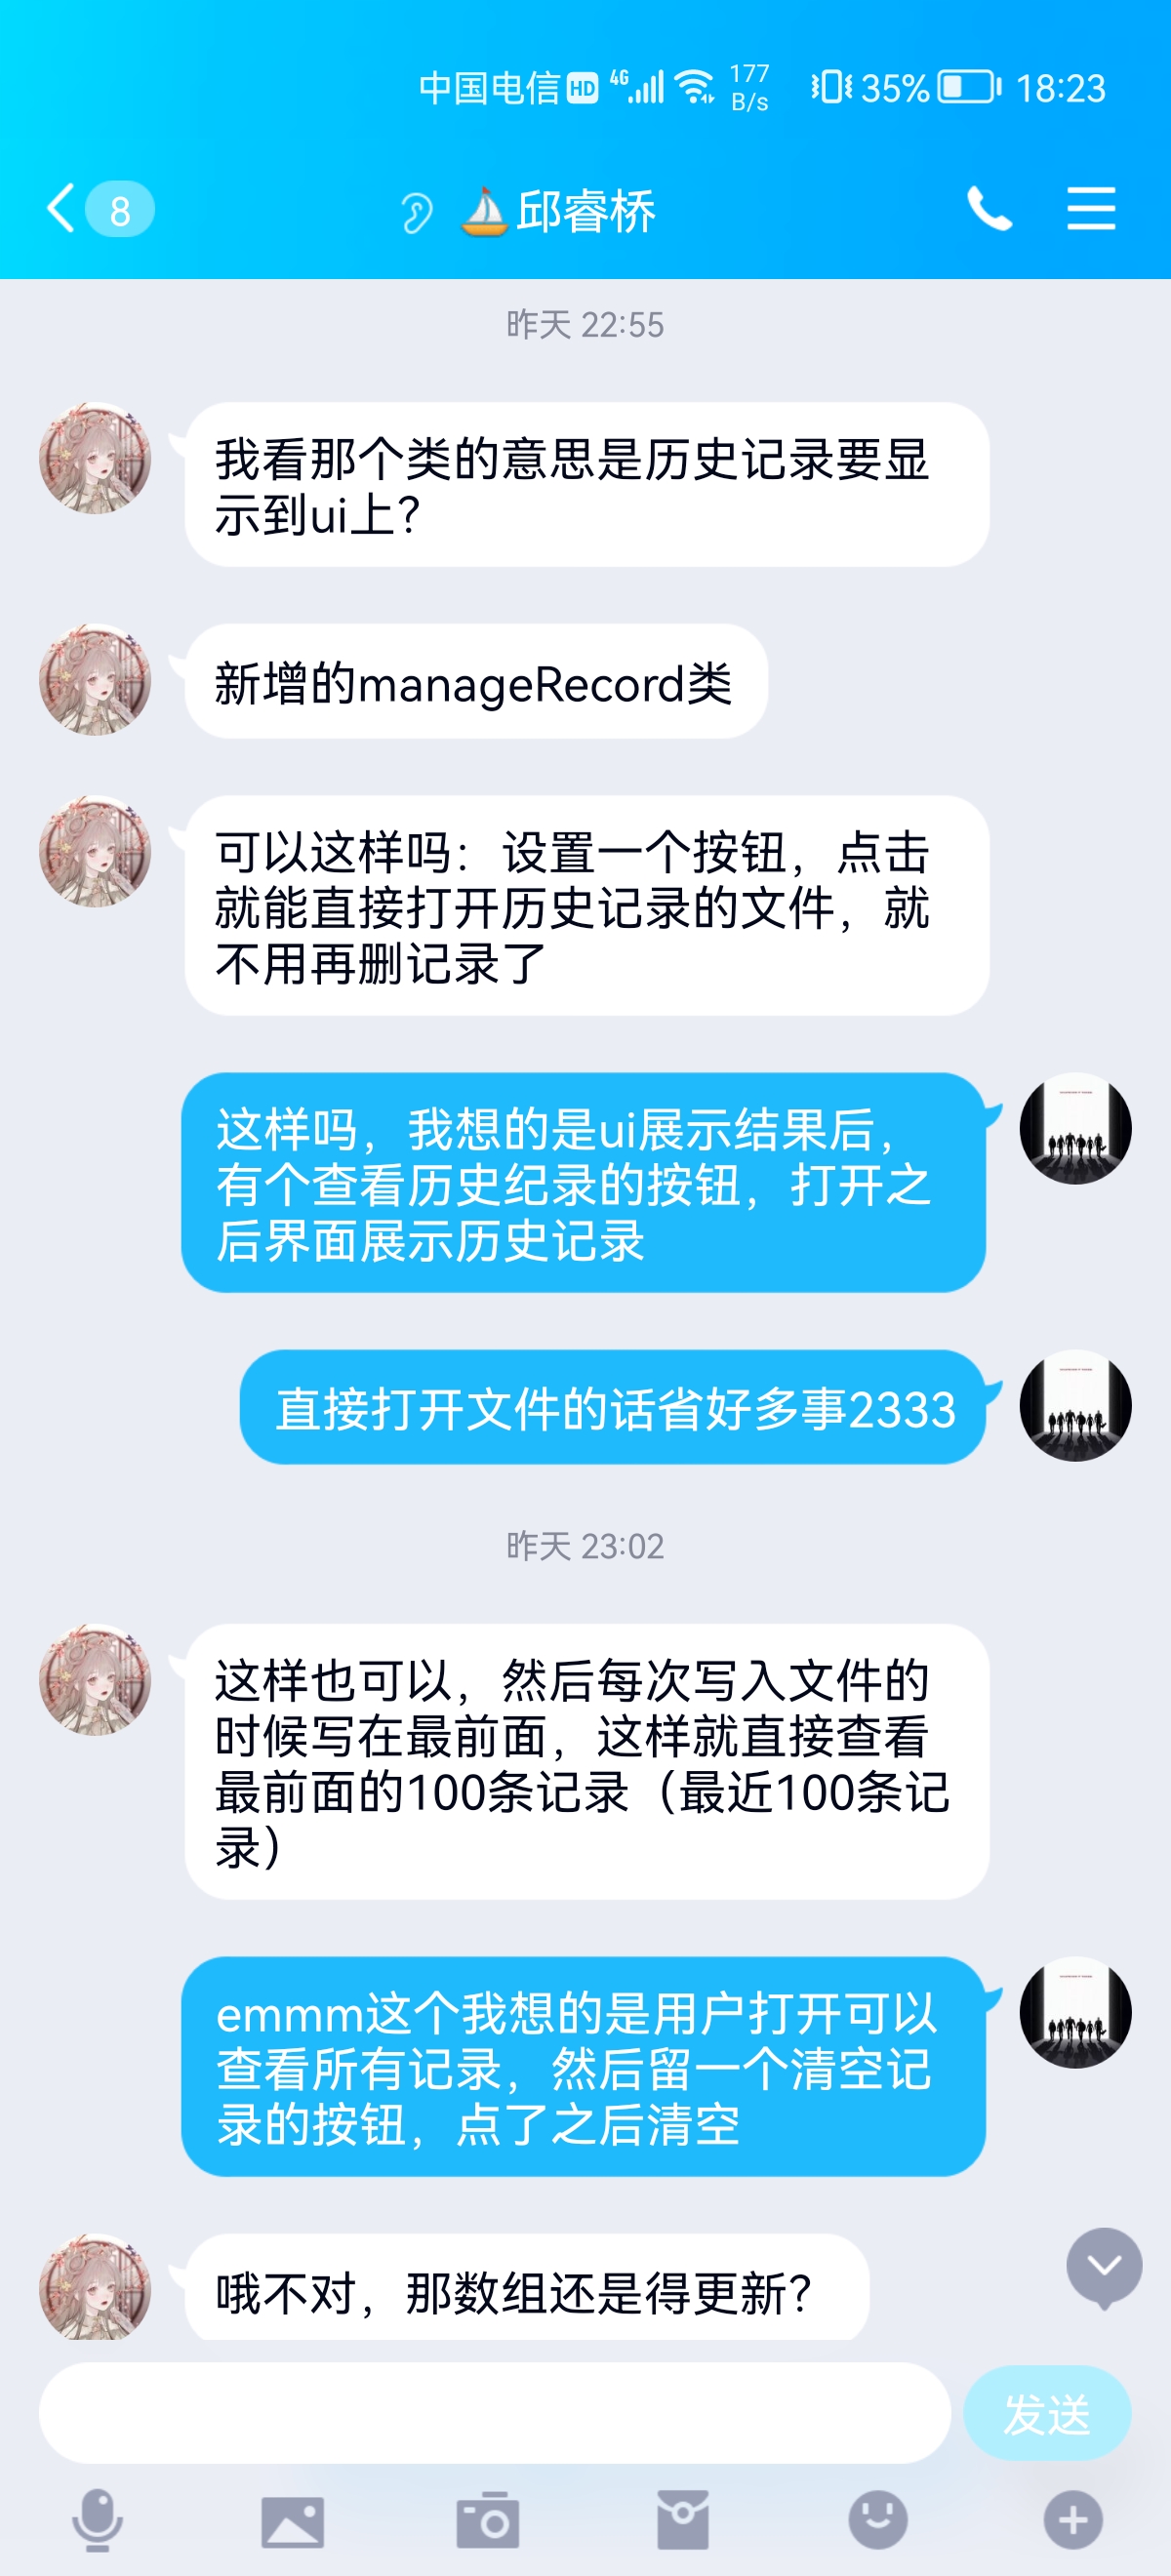 中国电信 HD 4G 177 B/s 35% 18:23
8 邱睿桥
昨天 22:55
我看那个类的意思是历史记录要显
示到ui上？
新增的manageRecord类
可以这样吗：设置一个按钮，点击
就能直接打开历史记录的文件，就
不用再删记录了
这样吗，我想的是ui展示结果后，
有个查看历史纪录的按钮，打开之
后界面展示历史记录
直接打开文件的话省好多事2333
昨天 23:02
这样也可以，然后每次写入文件的
时候写在最前面，这样就直接查看
最前面的100条记录（最近100条记
录）
emmm这个我想的是用户打开可以
查看所有记录，然后留一个清空记
录的按钮，点了之后清空
哦不对，那数组还是得更新？
发送